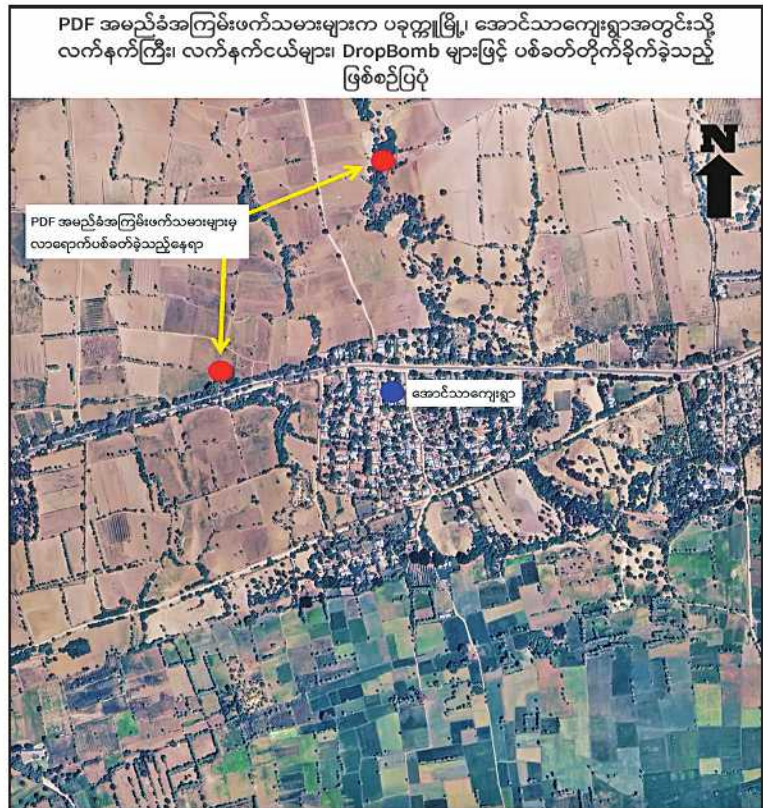 PDF အမည်ခံအကြမ်းဖက်သမားများက ပခုက္ကူမြို့၊ အောင်သာကျေးရွာအတွင်းသို့
လက်နက်ကြီး၊ လက်နက်ငယ်များ၊ DropBomb များဖြင့် ပစ်ခတ်တိုက်ခိုက်ခဲ့သည့်
ဖြစ်စဉ်ပြပုံ
N
PDF အမည်ခံအကြမ်းဖက်သမားများမှ
လာရောက်ပစ်ခတ်ခဲ့သည့်နေရာ
အောင်သာကျေးရွာ